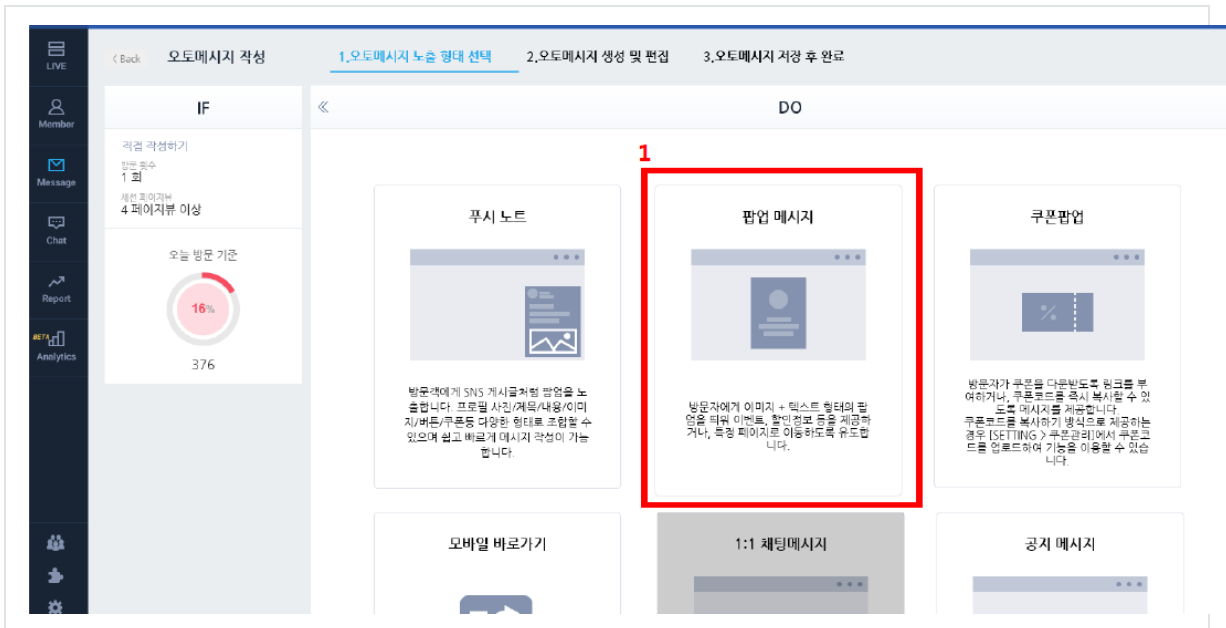 LIVE
Member
Message
Chat
Report
BETA
Analytics
< Back
오토메시지 작성
1.오토메시지 노출 형태 선택
2.오토메시지 생성 및 편집
3.오토메시지 저장 후 완료
IF
직접 작성하기
방문 횟수
1 회
세션 페이지뷰
4 페이지뷰 이상
오늘 방문 기준
16%
376
«
DO
1
푸시 노트
방문객에게 SNS 게시글처럼 팝업을 노
출합니다. 프로필 사진/제목/내용/이미
지/버튼/쿠폰등 다양한 형태로 조합할 수
있으며 쉽고 빠르게 메시지 작성이 가능
합니다.
팝업 메시지
방문자에게 이미지 + 텍스트 형태의 팝
업을 띄워 이벤트, 할인정보 등을 제공하
거나, 특정 페이지로 이동하도록 유도합
니다.
쿠폰팝업
%
방문자가 쿠폰을 다운받도록 링크를 부
여하거나, 쿠폰코드를 즉시 복사할 수 있
도록 메시지를 제공합니다.
쿠폰코드를 복사하기 방식으로 제공하는
경우 [SETTING > 쿠폰관리]에서 쿠폰코
드를 업로드하여 기능을 이용할 수 있습
니다.
모바일 바로가기
1:1 채팅메시지
공지 메시지